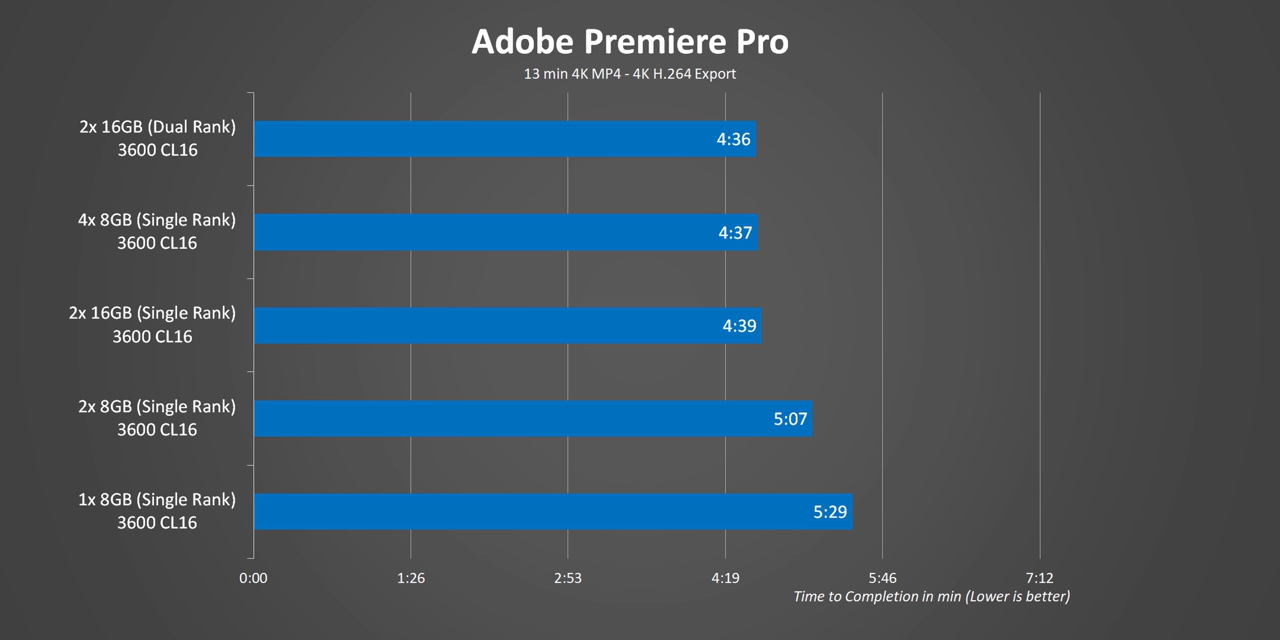 Adobe Premiere Pro
13 min 4K MP4 - 4K H.264 Export
2x 16GB (Dual Rank)
3600 CL16
4:36
4x 8GB (Single Rank)
3600 CL16
4:37
2x 16GB (Single Rank)
3600 CL16
4:39
2x 8GB (Single Rank)
3600 CL16
5:07
1x 8GB (Single Rank)
3600 CL16
5:29
0:00 1:26 2:53 4:19 5:46 7:12
Time to Completion in min (Lower is better)